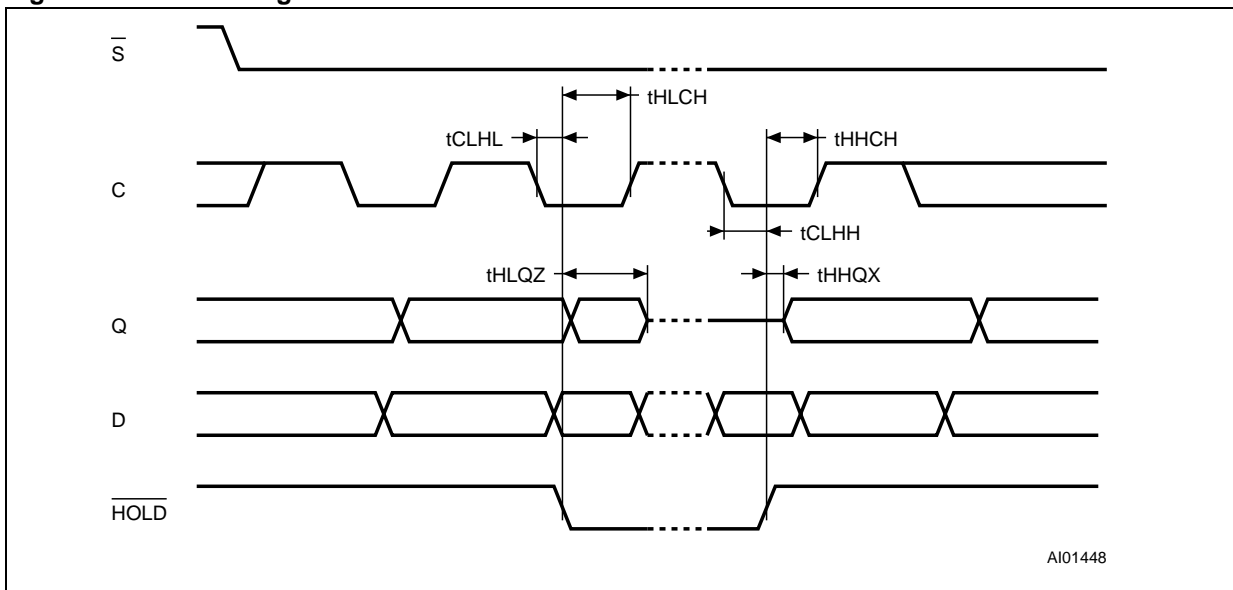 S
tHLCH
tCLHL
tHHCH
C
tCLHH
tHLQZ
tHHQX
Q
D
HOLD
AI01448